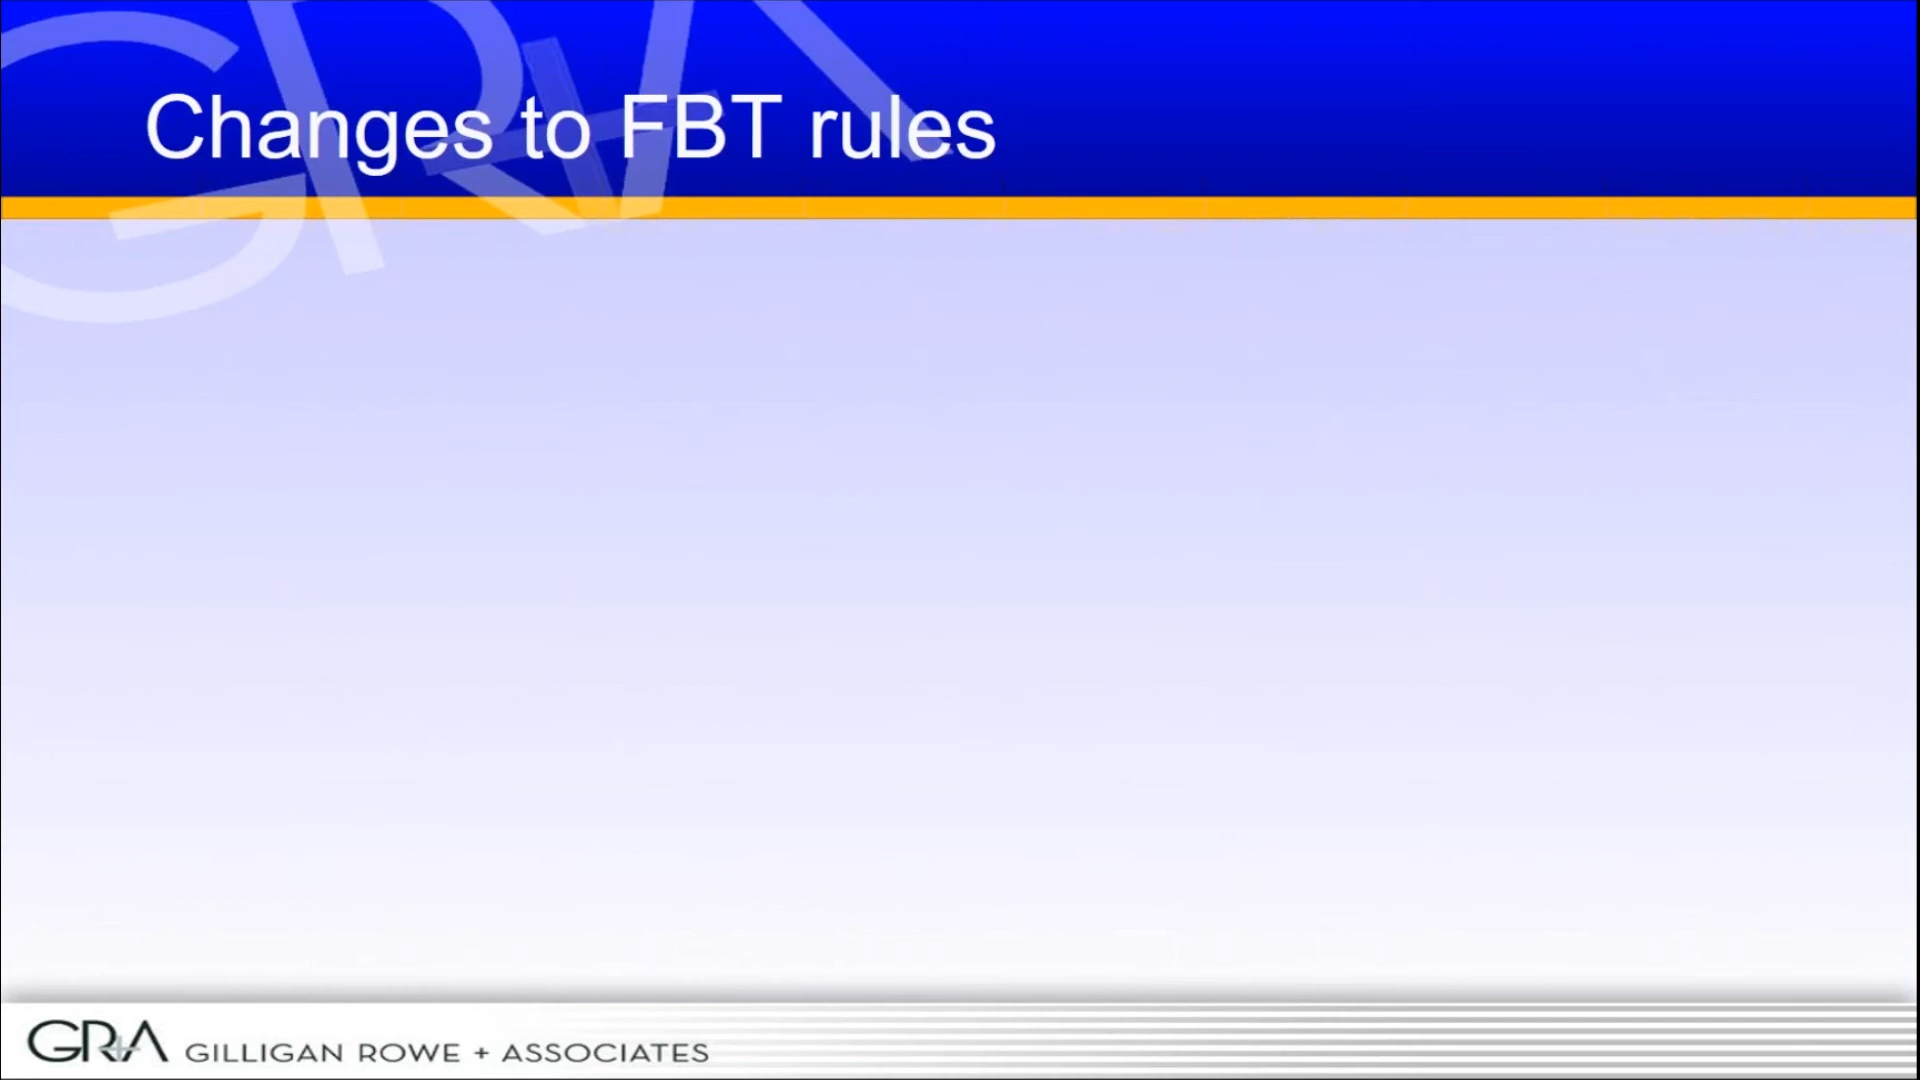 Changes to FBT rules
GRA GILLIGAN ROWE + ASSOCIATES